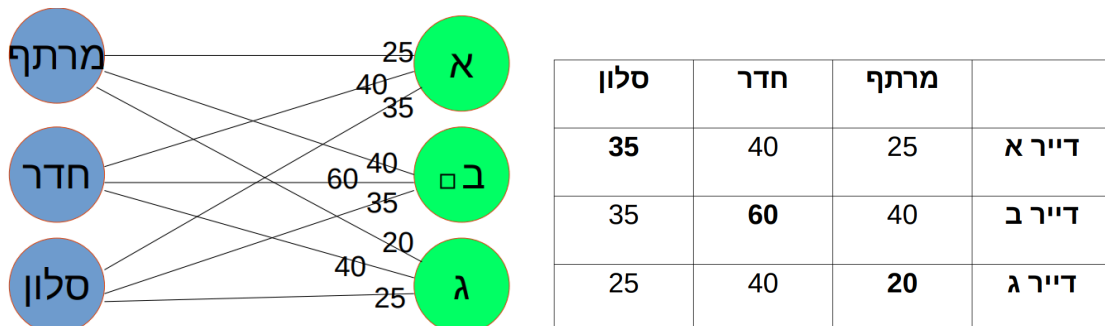 מרתף
חדר
סלון
25
40
35
40
60
35
20
40
25
א
ב
ג
מרתף חדר סלון
דייר א 25 40 35
דייר ב 40 60 35
דייר ג 20 40 25